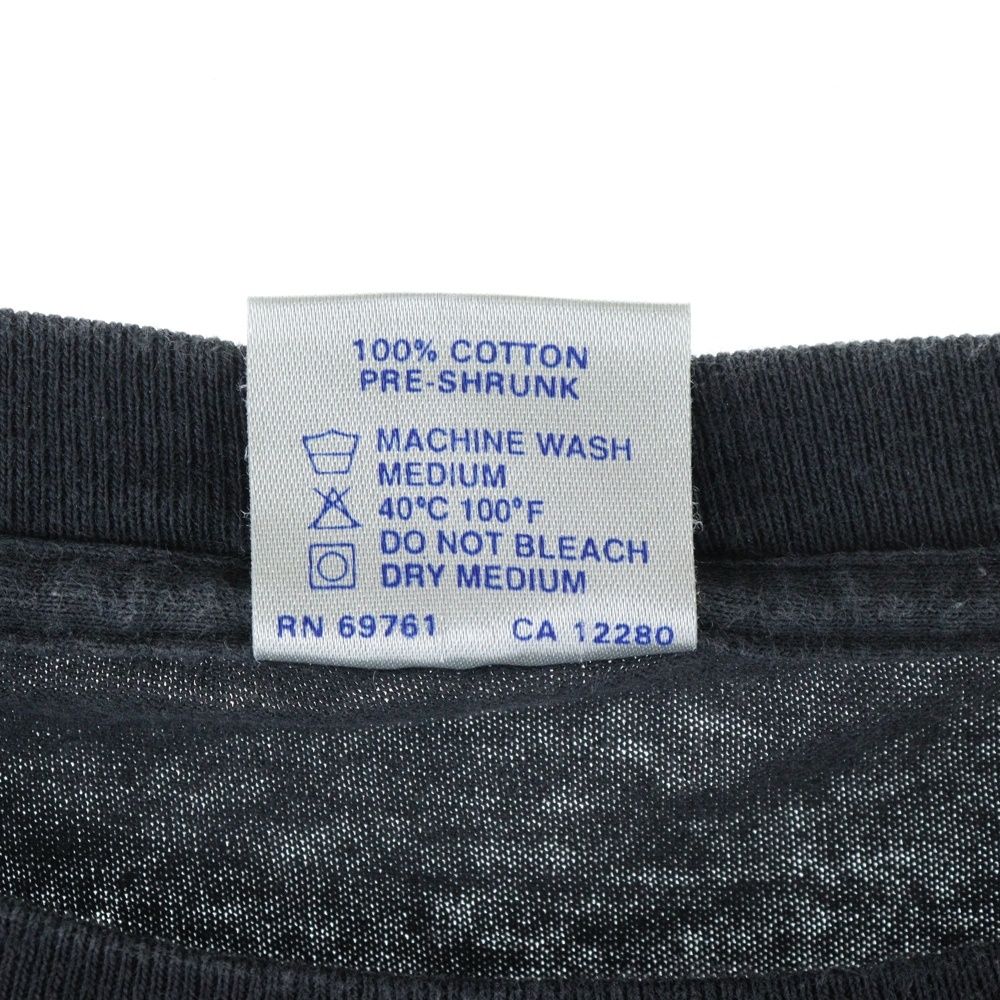 100% COTTON
PRE-SHRUNK
MACHINE WASH
MEDIUM
40°C 100°F
DO NOT BLEACH
DRY MEDIUM
RN 69761 CA 12280